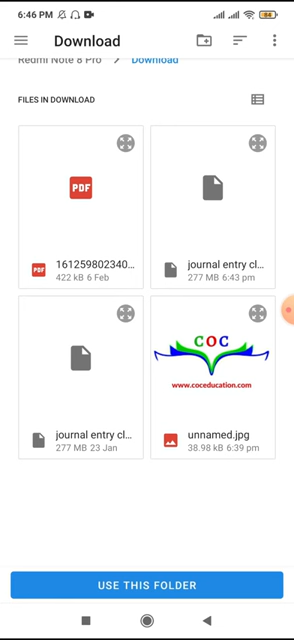 6:46 PM
84
Download
Redmi Note 8 Pro > Download
FILES IN DOWNLOAD
PDF
PDF 161259802340...
422 kB 6 Feb
journal entry cl...
277 MB 6:43 pm
journal entry cl...
277 MB 23 Jan
COC
www.coceducation.com
unnamed.jpg
38.98 kB 6:39 pm
USE THIS FOLDER